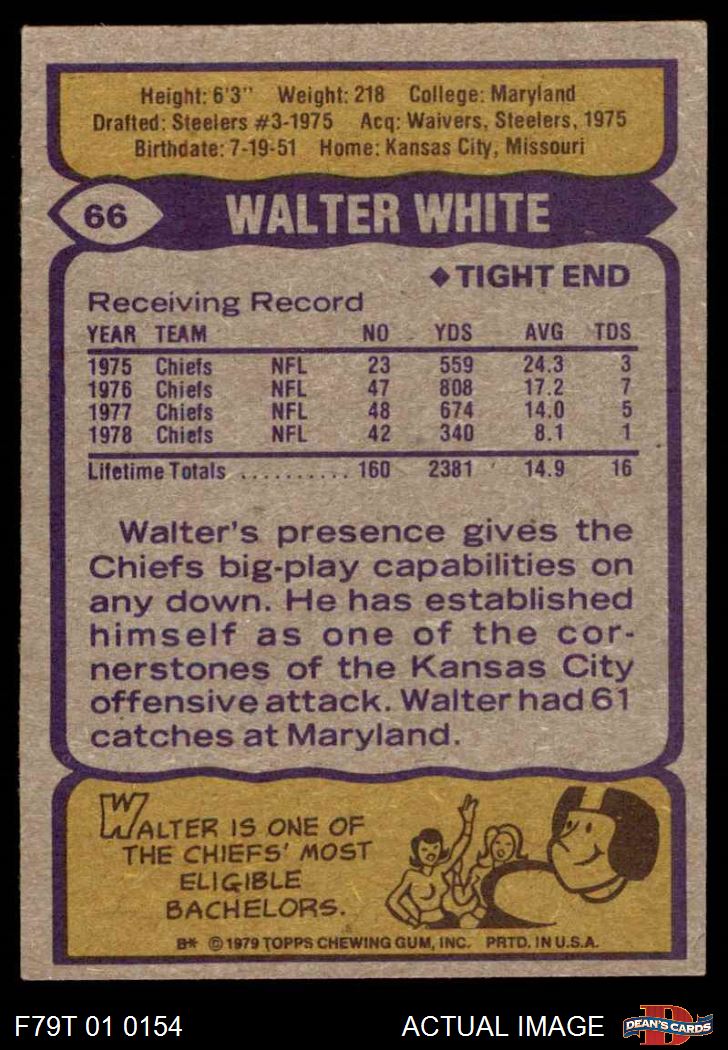 Height: 6'3" Weight: 218 College: Maryland
Drafted: Steelers #3-1975 Acq: Waivers, Steelers, 1975
Birthdate: 7-19-51 Home: Kansas City, Missouri
66 WALTER WHITE
◆TIGHT END
Receiving Record
YEAR TEAM NO YDS AVG TDS
1975 Chiefs NFL 23 559 24.3 3
1976 Chiefs NFL 47 808 17.2 7
1977 Chiefs NFL 48 674 14.0 5
1978 Chiefs NFL 42 340 8.1 1
Lifetime Totals .......... 160 2381 14.9 16
Walter's presence gives the
Chiefs big-play capabilities on
any down. He has established
himself as one of the cor-
nerstones of the Kansas City
offensive attack. Walter had 61
catches at Maryland.
WALTER IS ONE OF
THE CHIEFS' MOST
ELIGIBLE
BACHELORS.
B* © 1979 TOPPS CHEWING GUM, INC. PRTD. IN U.S.A.
F79T 01 0154 ACTUAL IMAGE D DEAN'S CARDS